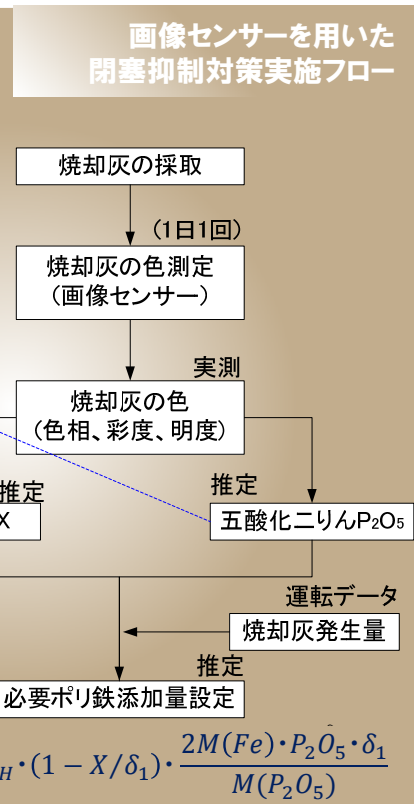 画像センサーを用いた
閉塞抑制対策実施フロー
焼却灰の採取
(1日1回)
焼却灰の色測定
(画像センサー)
実測
焼却灰の色
(色相、彩度、明度)
推定
X
推定
五酸化二りんP₂O₅
運転データ
焼却灰発生量
推定
必要ポリ鉄添加量設定
H・(1 − X/δ₁)・2M(Fe)・P₂O₅・δ₁
M(P₂O₅)